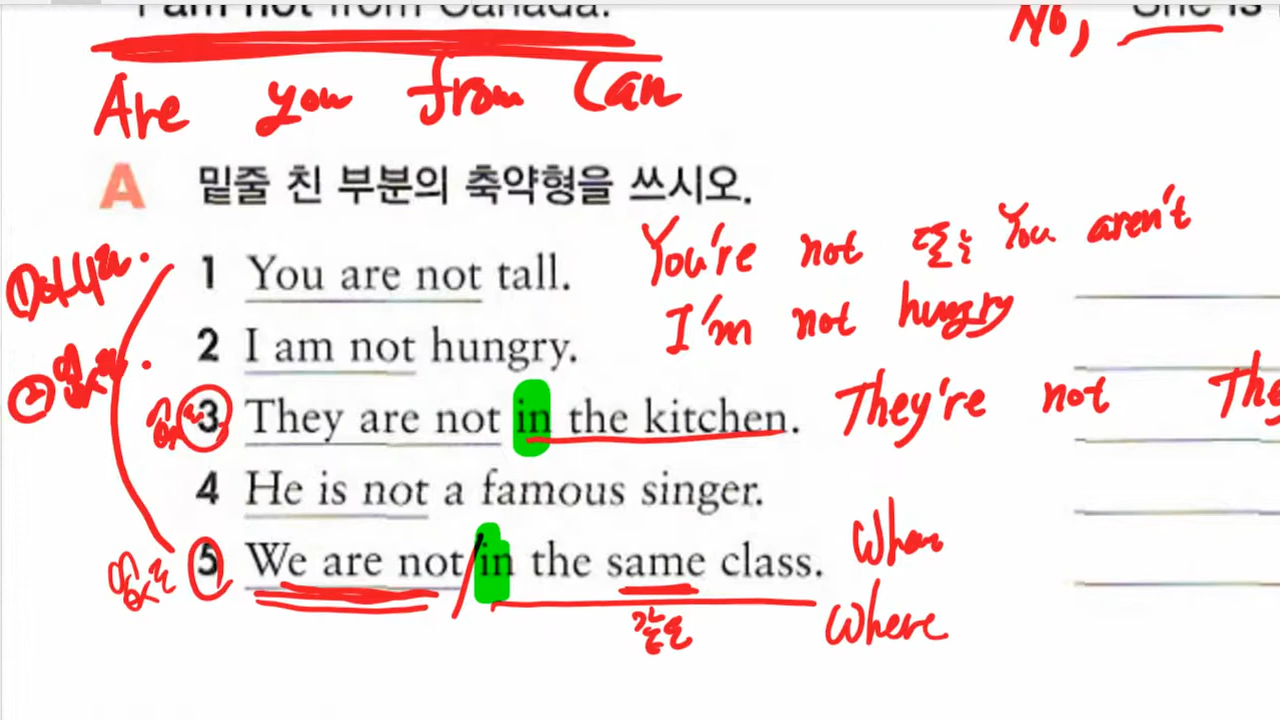 I am not from Canada.
No, She is
Are you from Can
A 밑줄 친 부분의 축약형을 쓰시오.
1 You are not tall. You're not 또는 You aren't
2 I am not hungry. I'm not hungry
3 They are not in the kitchen. They're not The
4 He is not a famous singer.
When
5 We are not / in the same class.
같은
Where